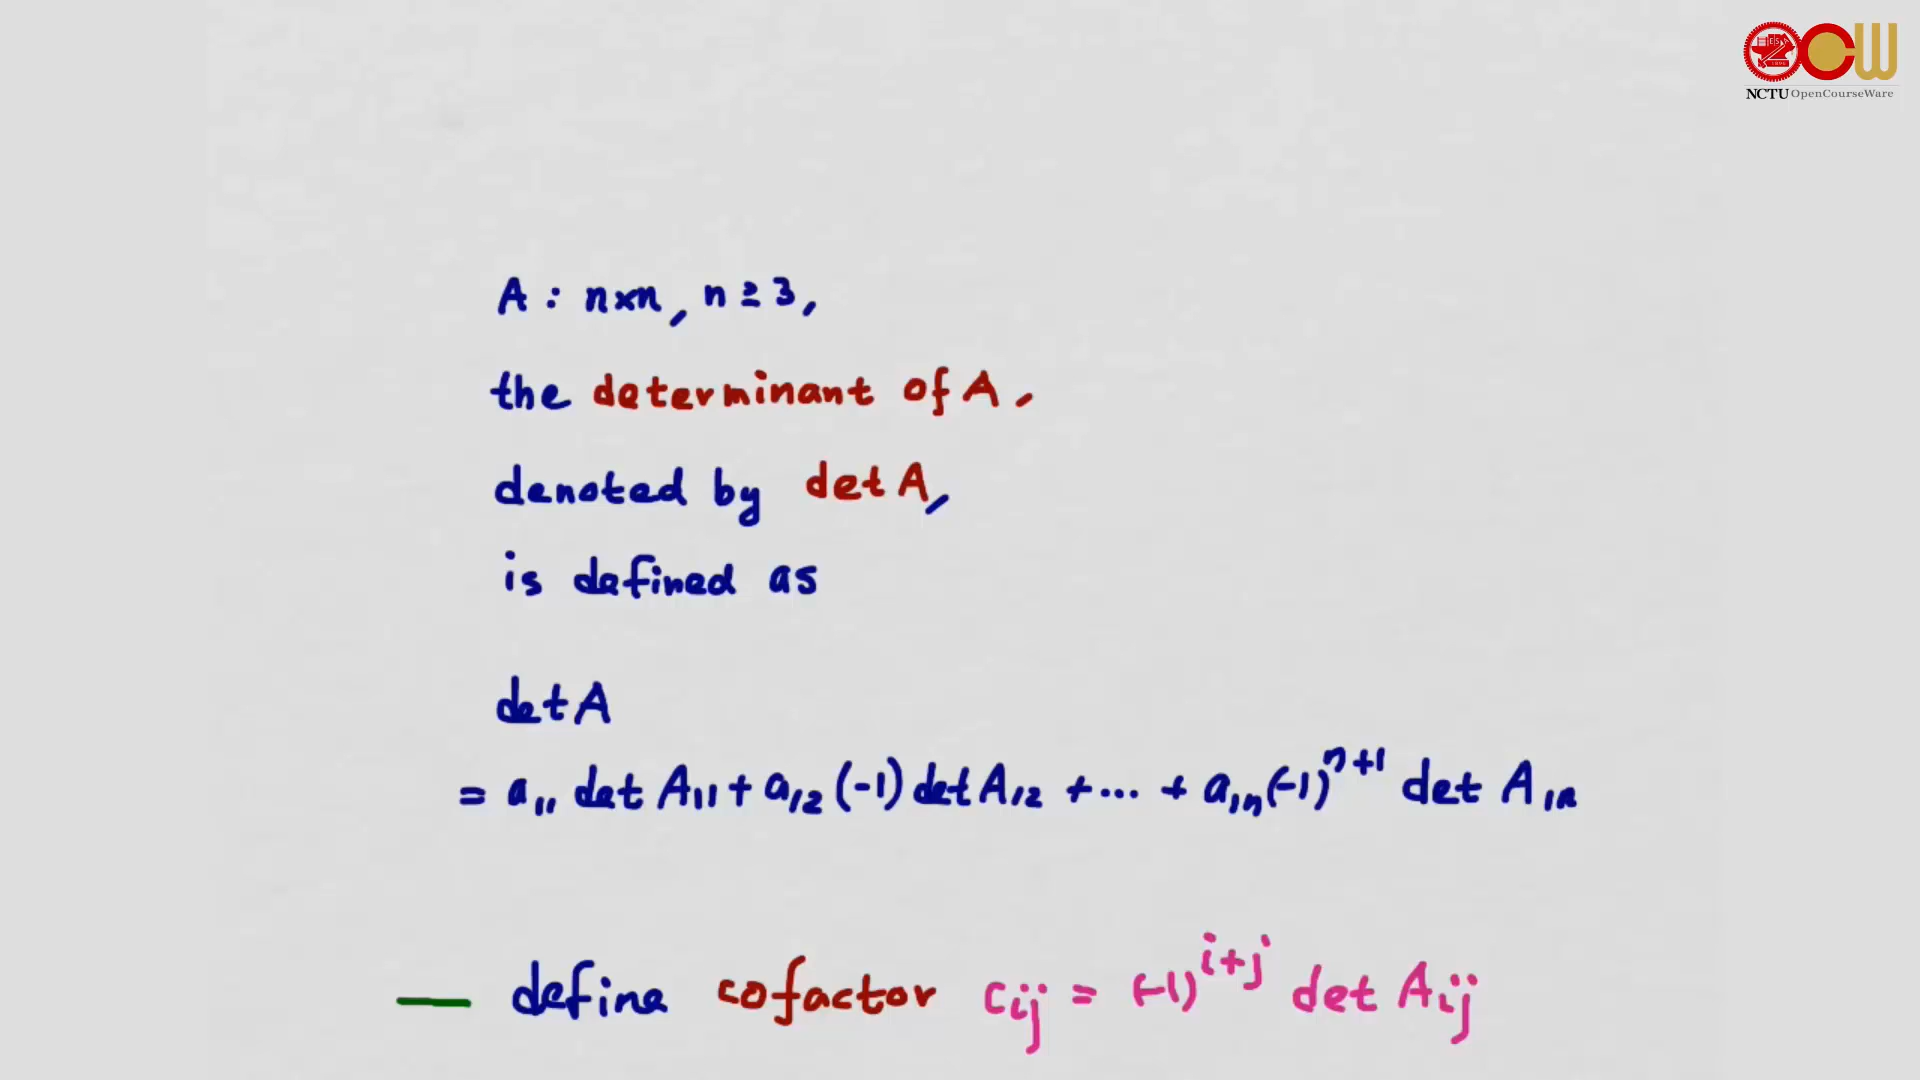 NCTU OpenCourseWare
A : n×n, n ≥ 3,
the determinant of A,
denoted by det A,
is defined as
det A
= a₁₁ det A₁₁ + a₁₂ (-1) det A₁₂ + ... + a₁ₙ (-1)ⁿ⁺¹ det A₁ₙ
— define cofactor cᵢⱼ = (-1)ⁱ⁺ʲ det Aᵢⱼ